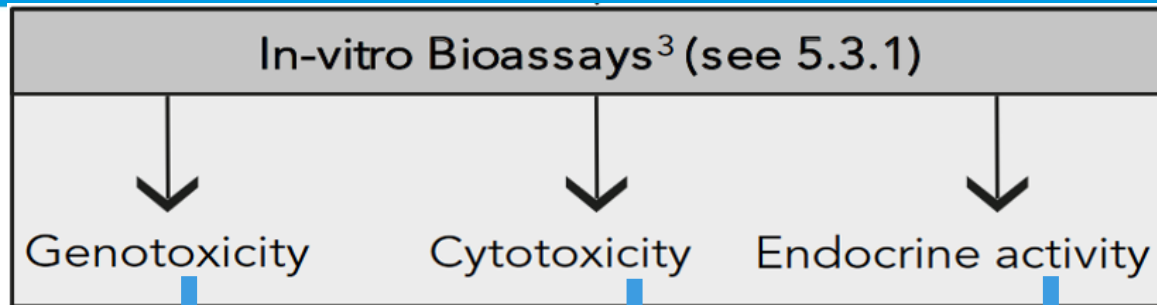 In-vitro Bioassays³ (see 5.3.1)
Genotoxicity Cytotoxicity Endocrine activity